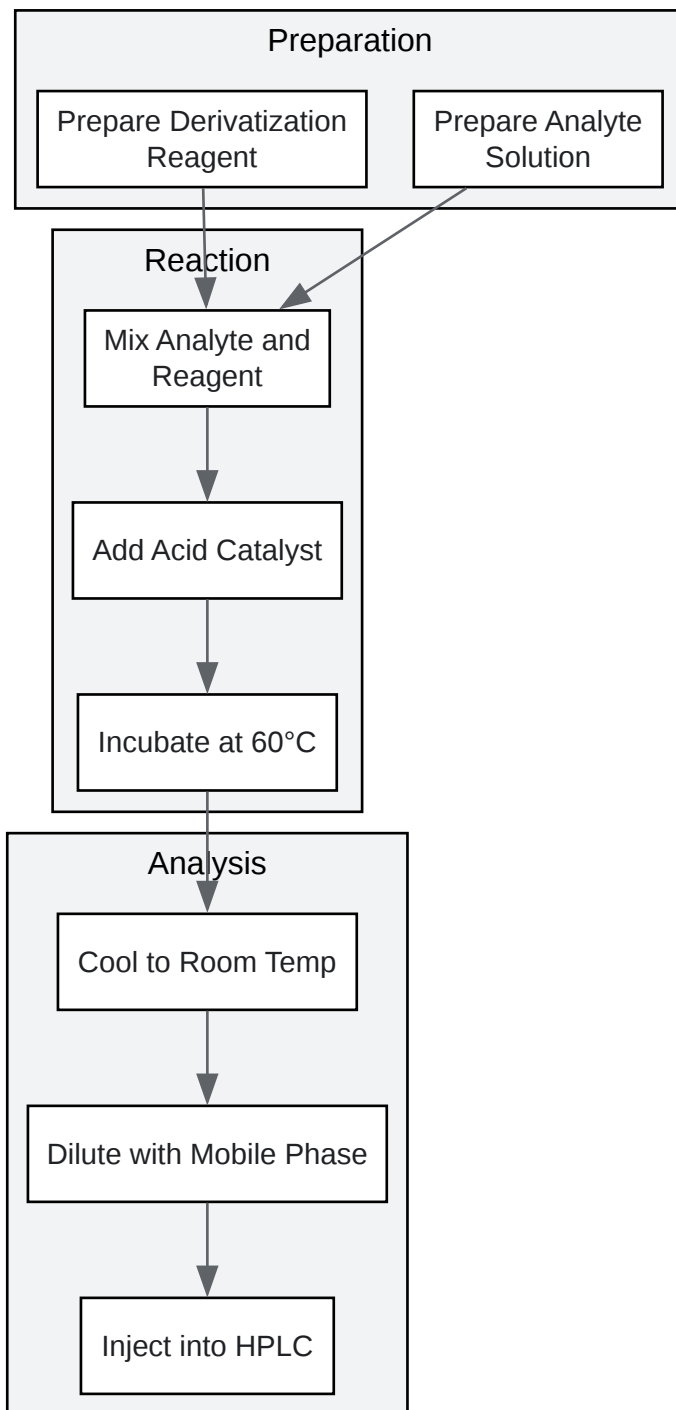 Preparation
Prepare Derivatization
Reagent
Prepare Analyte
Solution
Reaction
Mix Analyte and
Reagent
Add Acid Catalyst
Incubate at 60°C
Analysis
Cool to Room Temp
Dilute with Mobile Phase
Inject into HPLC